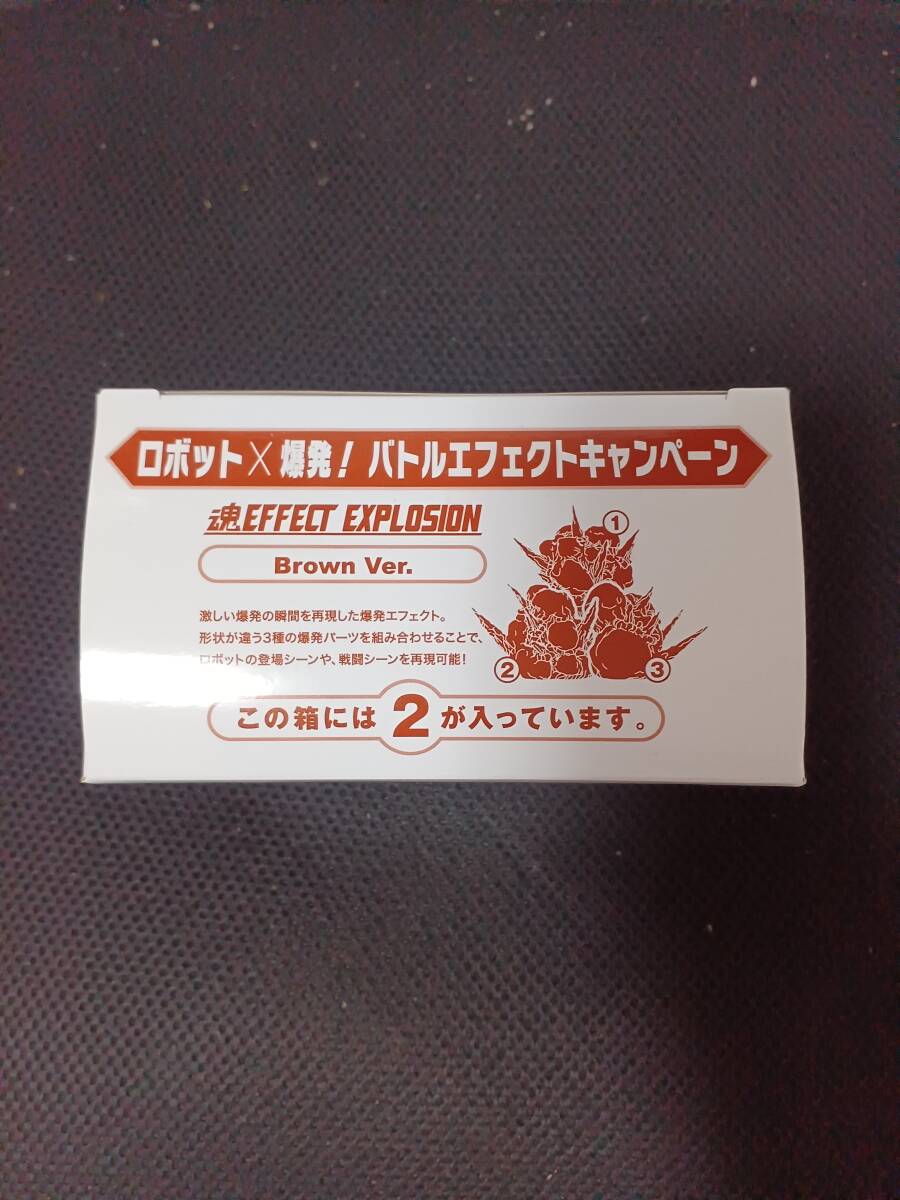 ロボット×爆発！バトルエフェクトキャンペーン
魂EFFECT EXPLOSION
Brown Ver.
激しい爆発の瞬間を再現した爆発エフェクト。
形状が違う3種の爆発パーツを組み合わせることで、
ロボットの登場シーンや、戦闘シーンを再現可能！
①
②
③
この箱には2が入っています。